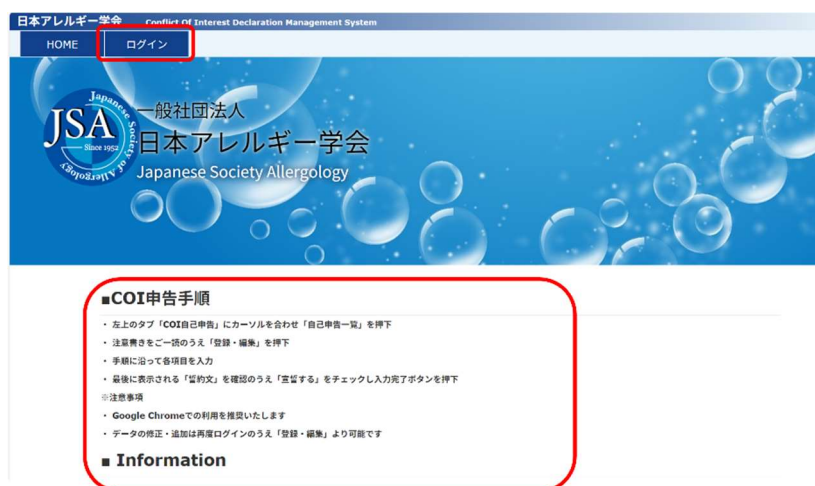 日本アレルギー学会 Conflict Of Interest Declaration Management System
HOME ログイン
Japanese Society of Allergology
JSA
Since 1952
一般社団法人
日本アレルギー学会
Japanese Society Allergology
■COI申告手順
・ 左上のタブ「COI自己申告」にカーソルを合わせ「自己申告一覧」を押下
・ 注意書きをご一読のうえ「登録・編集」を押下
・ 手順に沿って各項目を入力
・ 最後に表示される「誓約文」を確認のうえ「宣誓する」をチェックし入力完了ボタンを押下
※注意事項
・ Google Chromeでの利用を推奨いたします
・ データの修正・追加は再度ログインのうえ「登録・編集」より可能です
■ Information